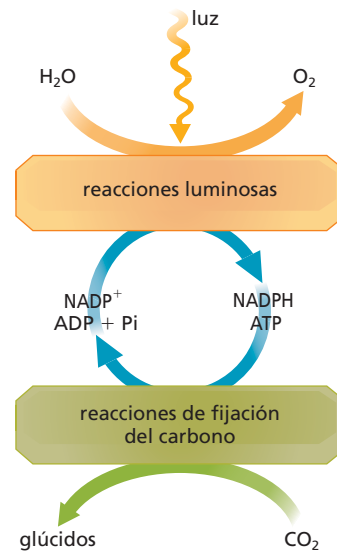 luz
H₂O
O₂
reacciones luminosas
NADP⁺
ADP + Pi
NADPH
ATP
reacciones de fijación
del carbono
glúcidos
CO₂